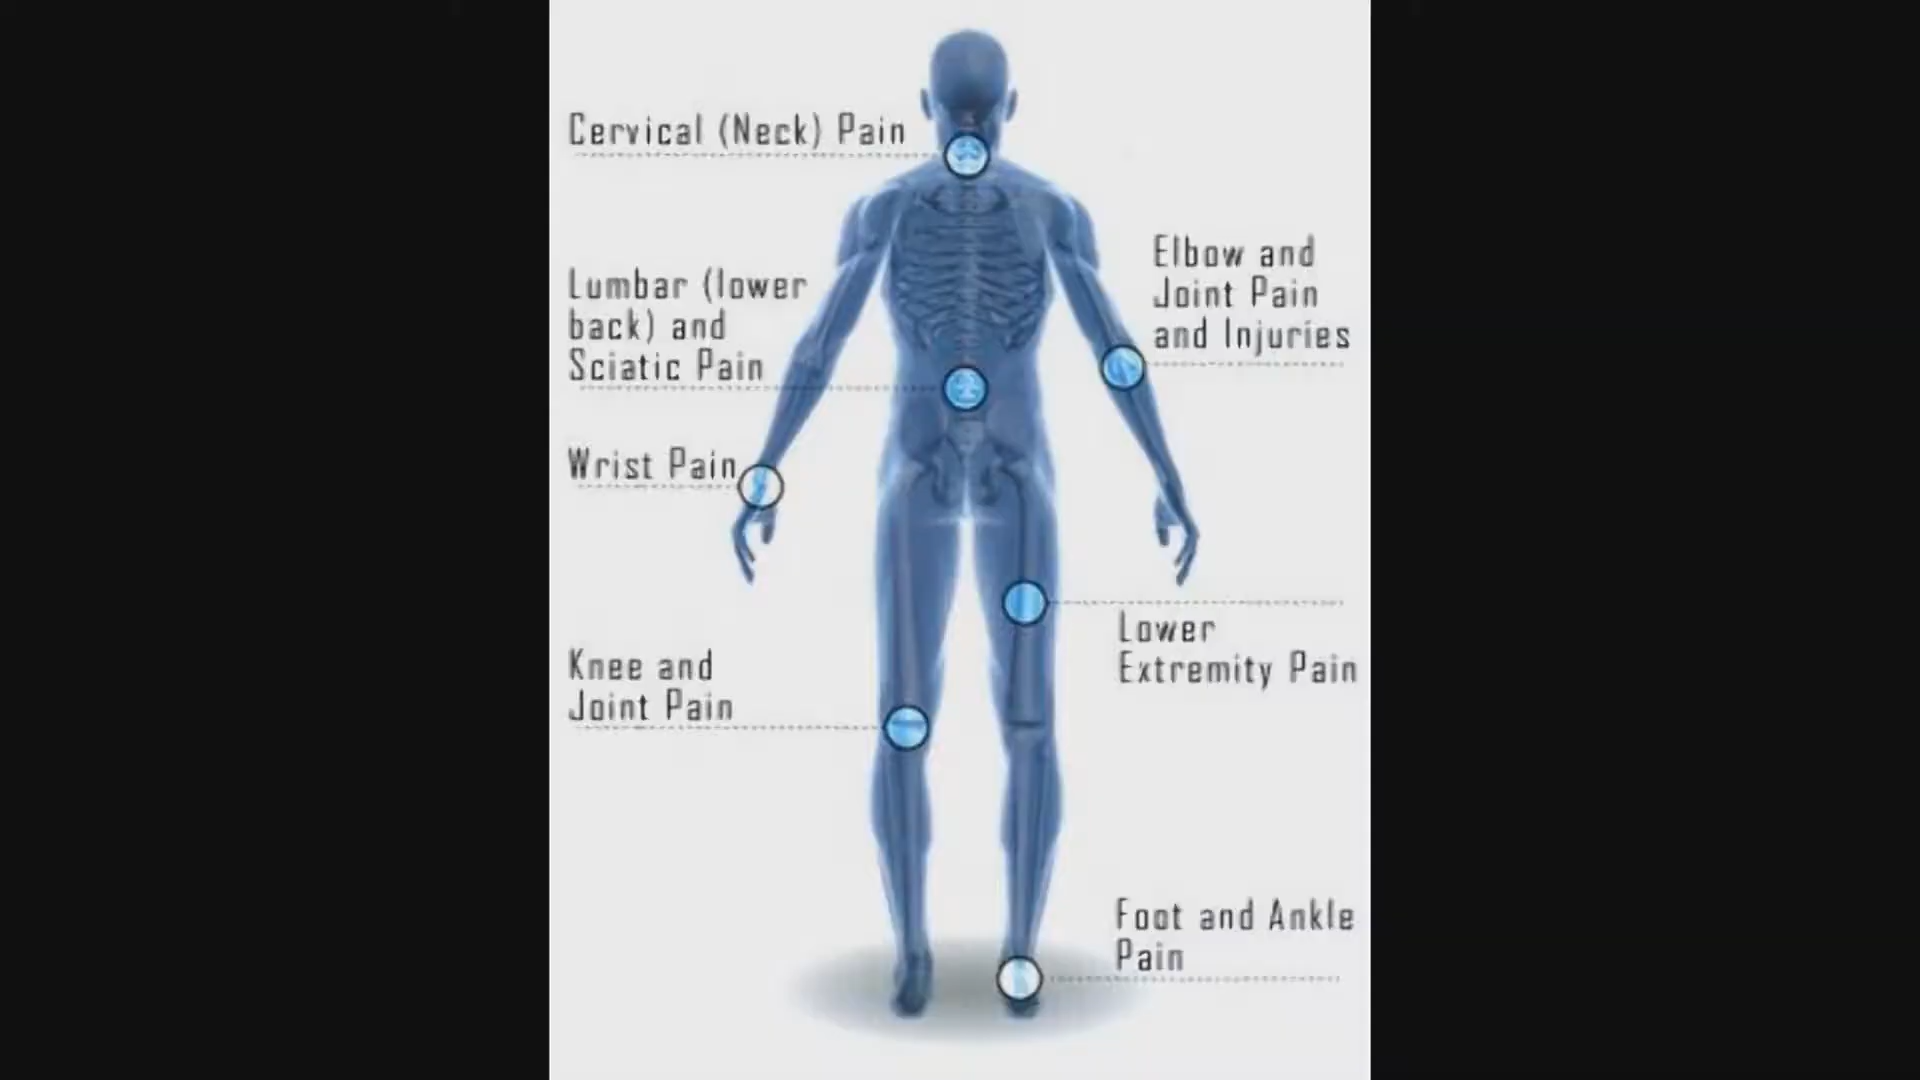 Cervical (Neck) Pain
Elbow and
Joint Pain
and Injuries
Lumbar (lower
back) and
Sciatic Pain
Wrist Pain
Lower
Extremity Pain
Knee and
Joint Pain
Foot and Ankle
Pain